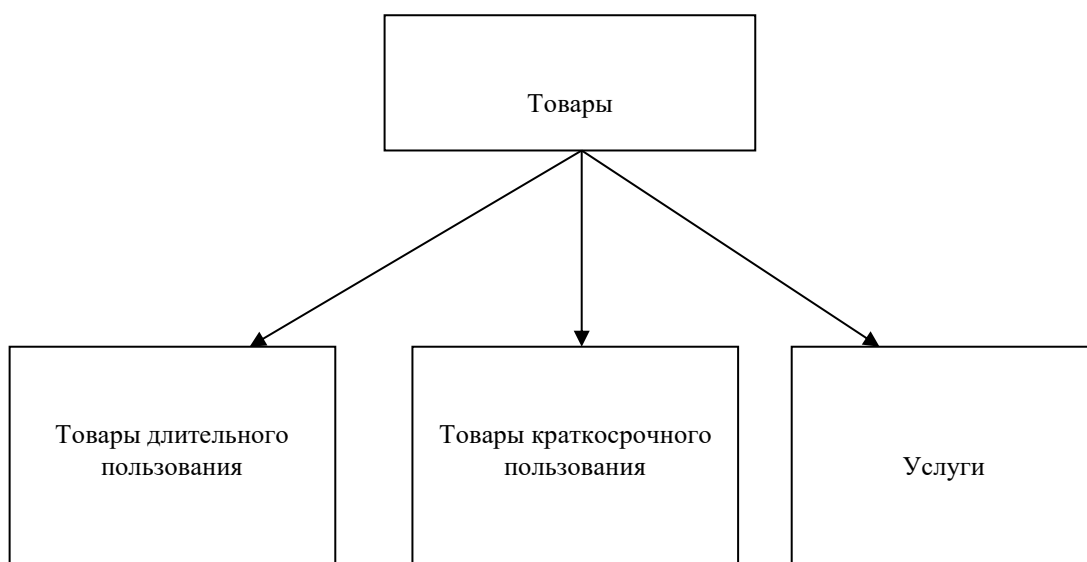 Товары
Товары длительного
пользования
Товары краткосрочного
пользования
Услуги